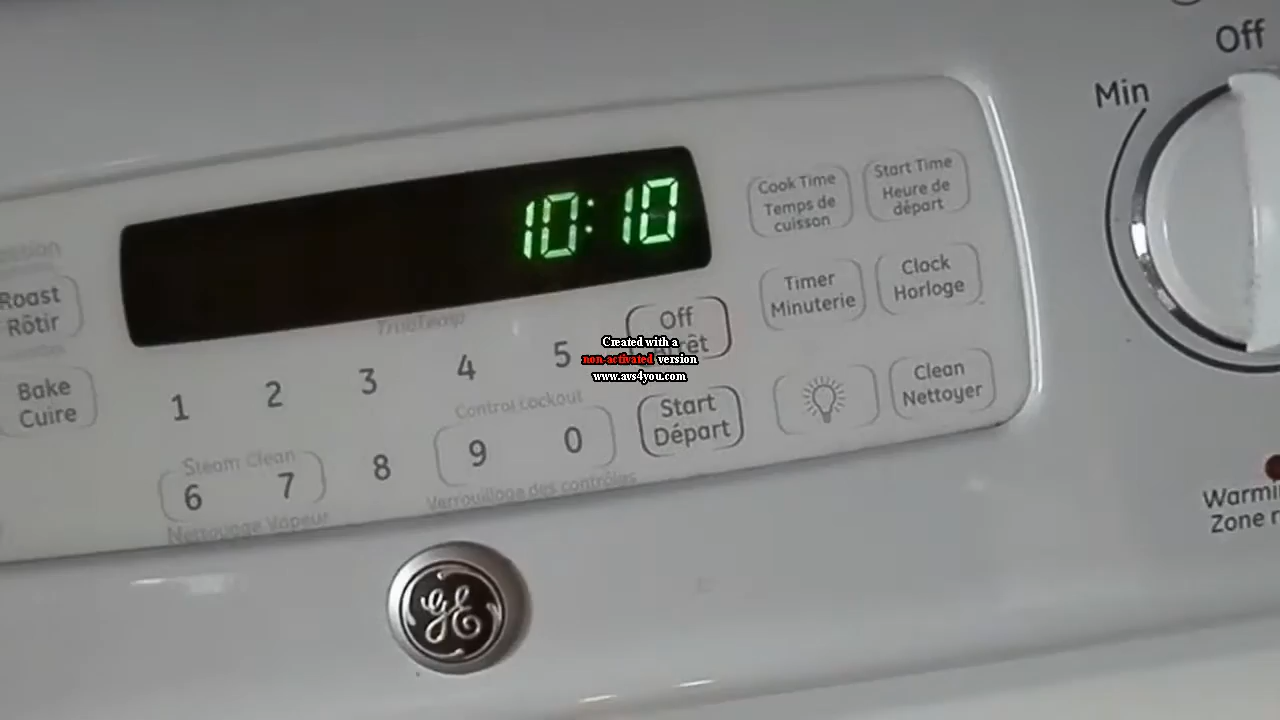 Off
Min
10:10
Cook Time
Temps de
cuisson
Start Time
Heure de
départ
Roast
Rôtir
TrueTemp
Timer
Minuterie
Clock
Horloge
Off
Created with a
non-activated version
www.avs4you.com
Bake
Cuire
1 2 3 4 5
Control Lockout
Start
Départ
Clean
Nettoyer
Steam Clean
6 7 8 9 0
Verrouillage des contrôles
Nettoyage Vapeur
Zone
GE